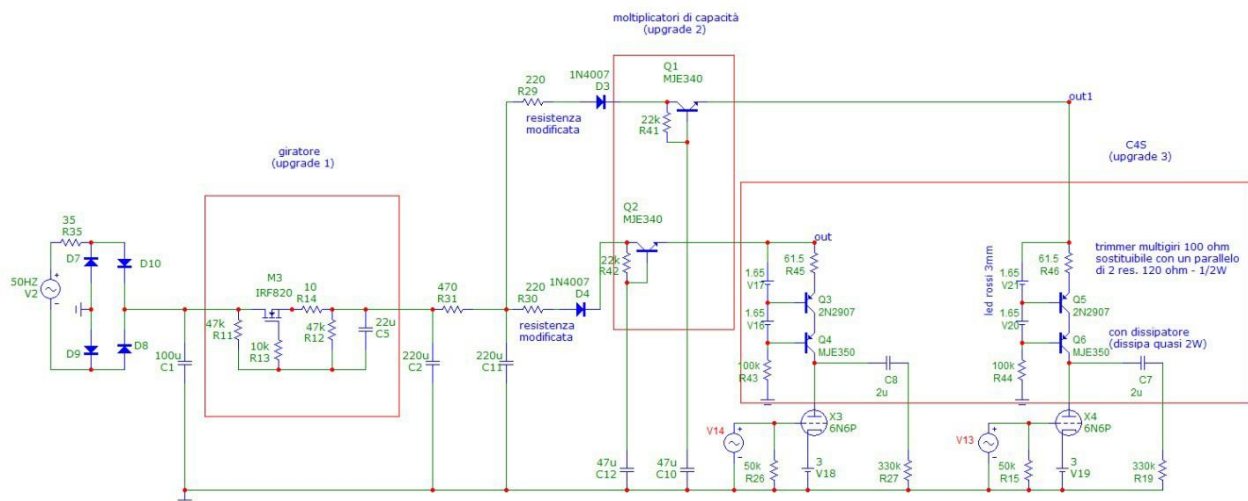 moltiplicatori di capacità
(upgrade 2)
220
R29
1N4007
D3
Q1
MJE340
resistenza
modificata
22k
R41
out1
giratore
(upgrade 1)
C4S
(upgrade 3)
35
R35
D7
D10
50HZ
V2
D9
D8
M3
IRF820
10
R14
47k
R11
10k
R13
47k
R12
22u
C5
100u
C1
470
R31
220
R30
1N4007
D4
resistenza
modificata
220u
C2
220u
C11
Q2
MJE340
22k
R42
out
1.65
V17
61.5
R45
Q3
2N2907
1.65
V16
Q4
MJE350
100k
R43
C8
2u
led rossi 3mm
1.65
V21
61.5
R46
Q5
2N2907
1.65
V20
Q6
MJE350
100k
R44
C7
2u
trimmer multigiri 100 ohm
sostituibile con un parallelo
di 2 res. 120 ohm - 1/2W
con dissipatore
(dissipa quasi 2W)
47u
C12
47u
C10
V14
+
-
50k
R26
X3
6N6P
3
V18
330k
R27
V13
+
-
50k
R15
X4
6N6P
3
V19
330k
R19